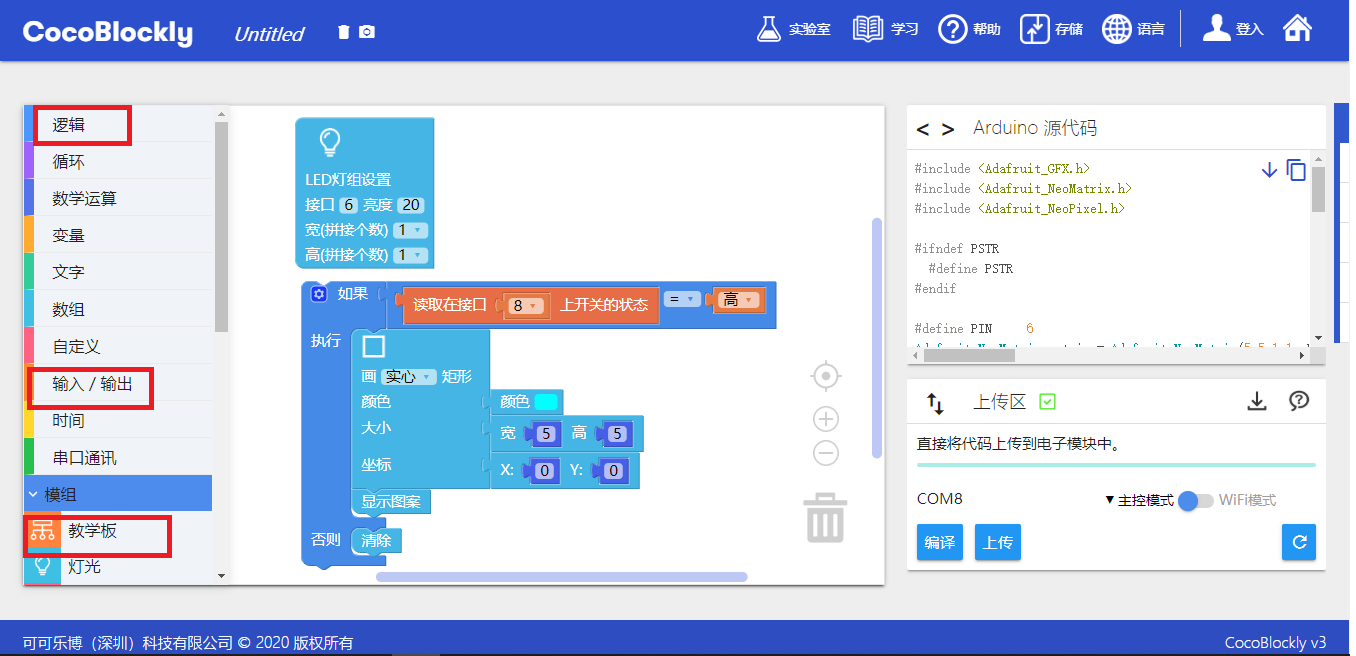 CocoBlockly
Untitled
实验室 学习 帮助 存储 语言 登入
逻辑
循环
数学运算
变量
文字
数组
自定义
输入 / 输出
时间
串口通讯
模组
教学板
灯光
LED灯组设置
接口 6 亮度 20
宽(拼接个数) 1
高(拼接个数) 1
如果 读取在接口 8 上开关的状态 = 高
执行
画 实心 矩形
颜色 颜色
大小 宽 5 高 5
坐标 X: 0 Y: 0
显示图案
否则 清除
< > Arduino 源代码
#include <Adafruit_GFX.h>
#include <Adafruit_NeoMatrix.h>
#include <Adafruit_NeoPixel.h>
#ifndef PSTR
#define PSTR
#endif
#define PIN 6
上传区
直接将代码上传到电子模块中。
COM8 主控模式 WiFi模式
编译 上传
可可乐博（深圳）科技有限公司 © 2020 版权所有
CocoBlockly v3